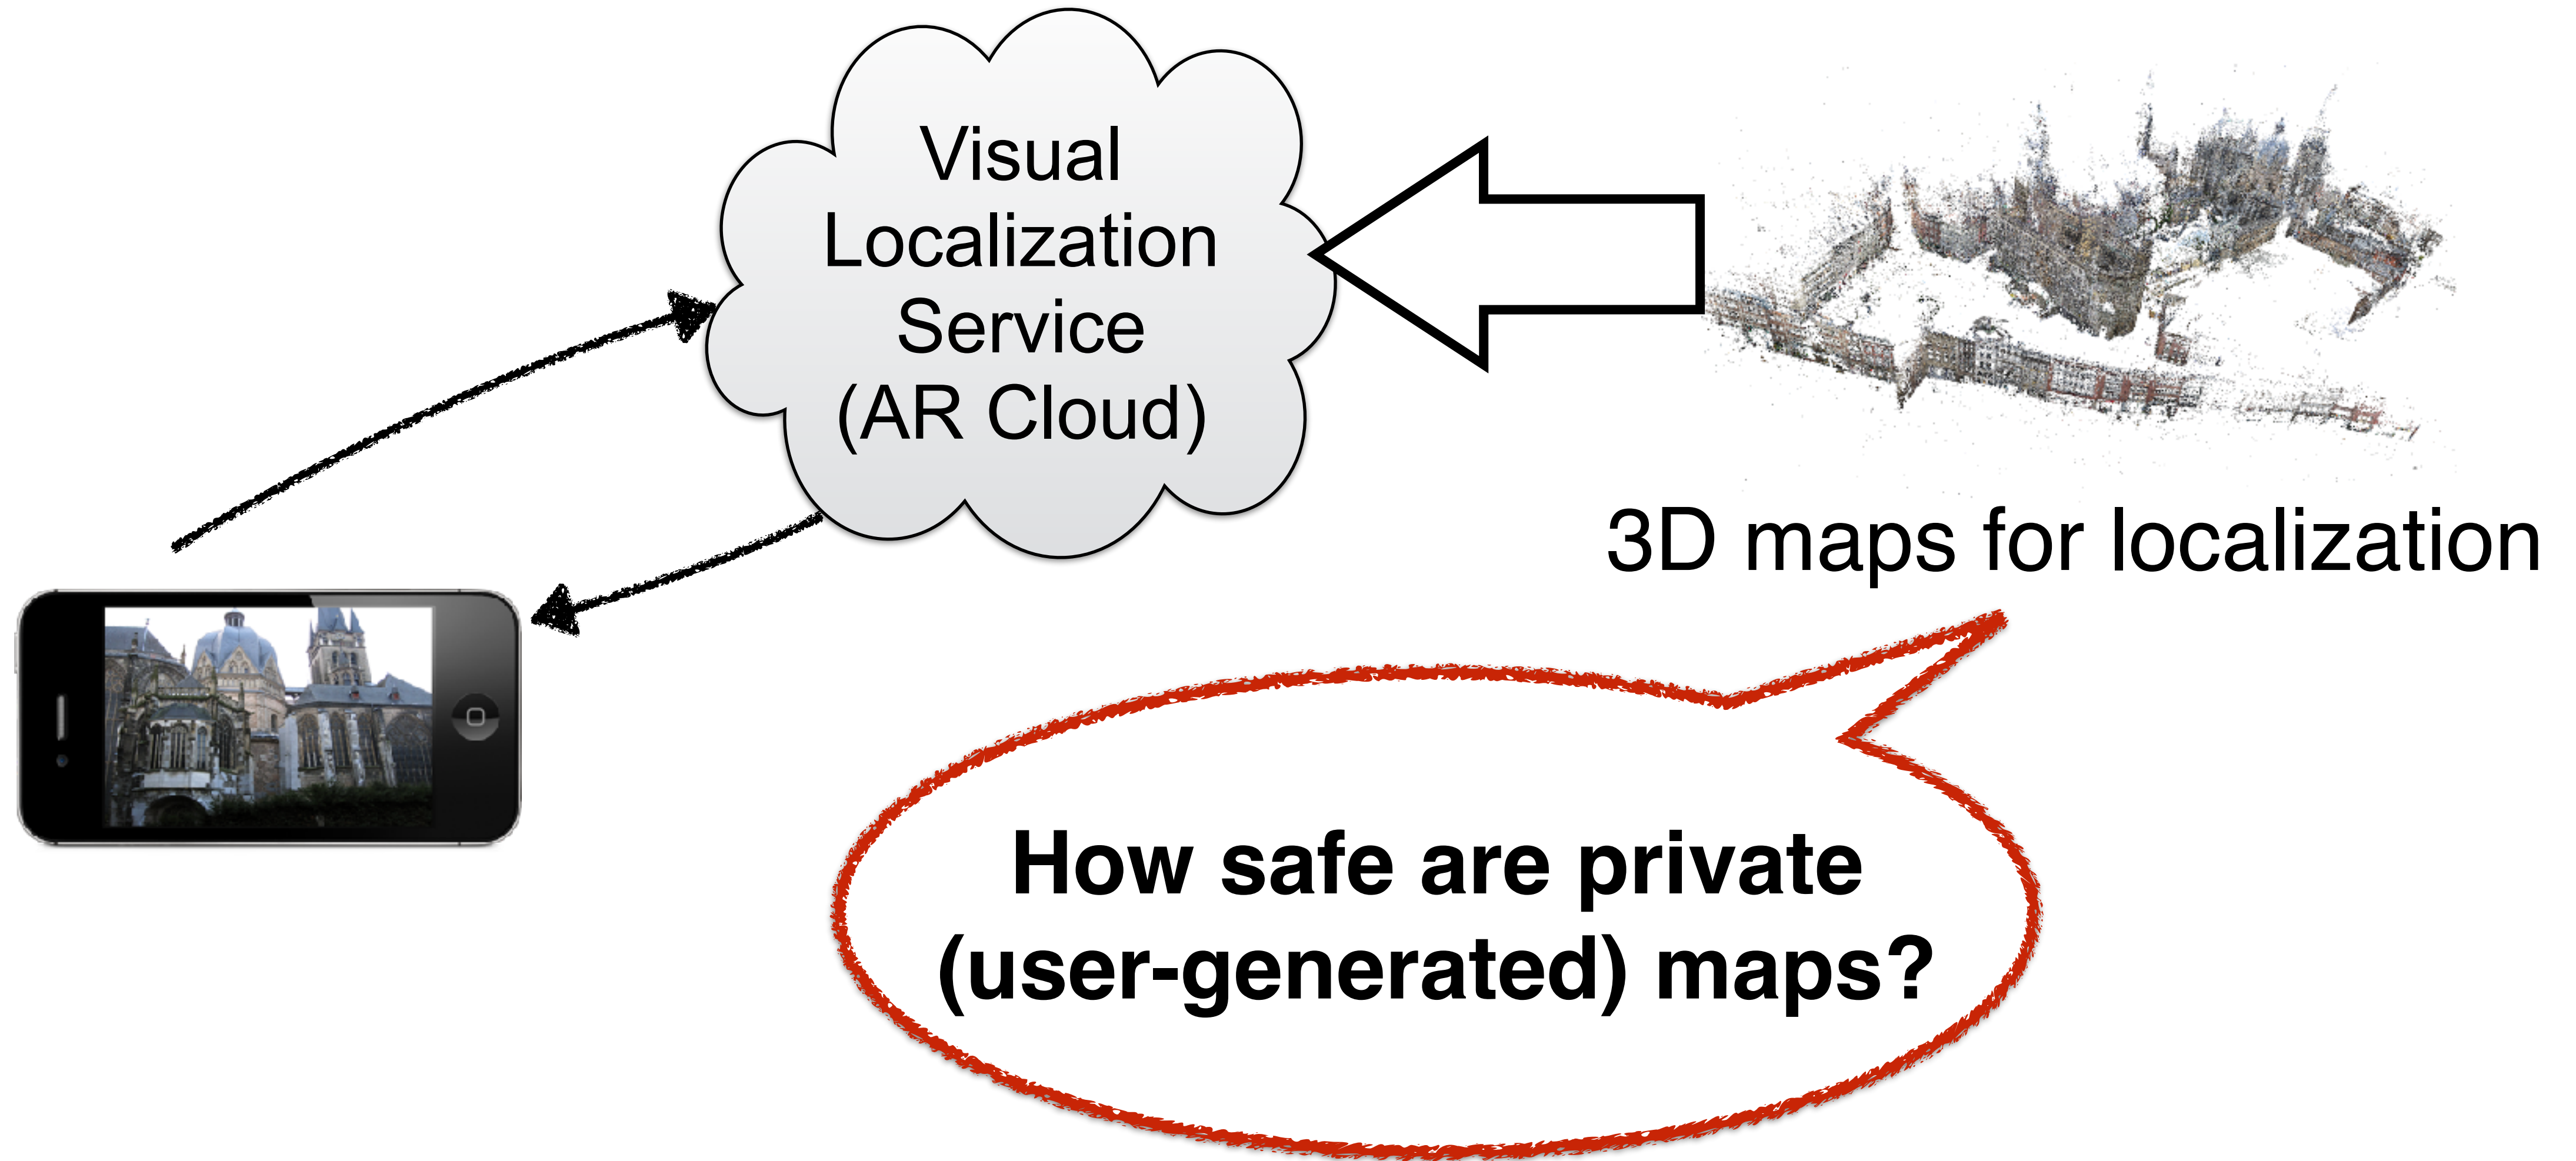 Visual
Localization
Service
(AR Cloud)
3D maps for localization
How safe are private
(user-generated) maps?